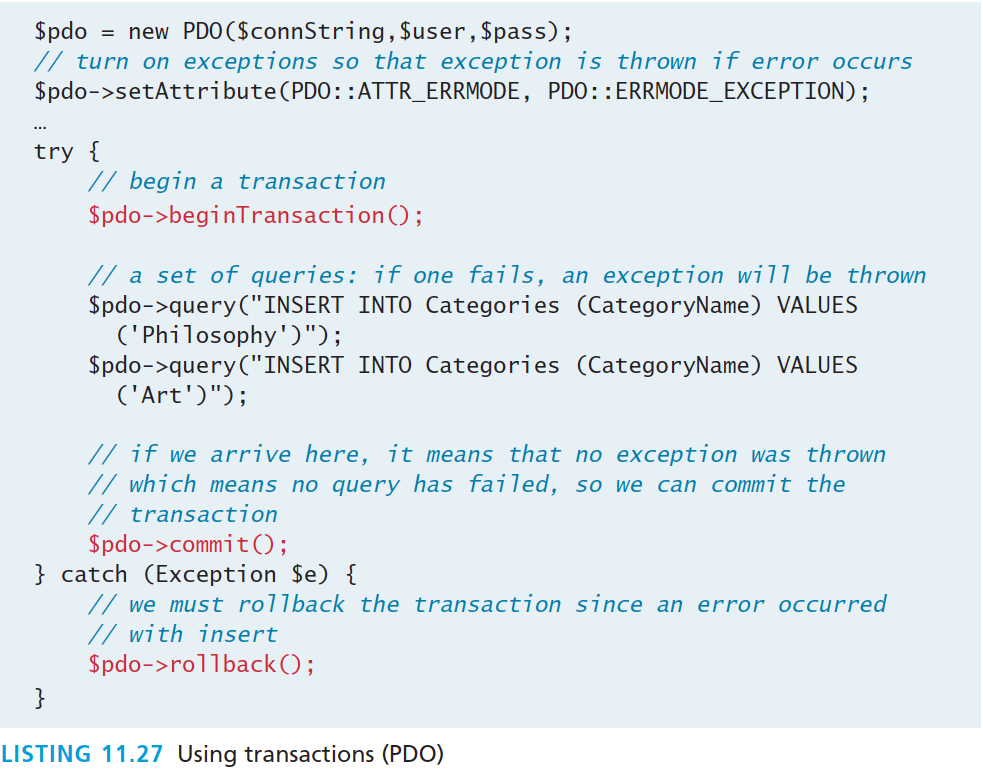 $pdo = new PDO($connString,$user,$pass);
// turn on exceptions so that exception is thrown if error occurs
$pdo->setAttribute(PDO::ATTR_ERRMODE, PDO::ERRMODE_EXCEPTION);
…
try {
    // begin a transaction
    $pdo->beginTransaction();

    // a set of queries: if one fails, an exception will be thrown
    $pdo->query("INSERT INTO Categories (CategoryName) VALUES
      ('Philosophy')");
    $pdo->query("INSERT INTO Categories (CategoryName) VALUES
      ('Art')");

    // if we arrive here, it means that no exception was thrown
    // which means no query has failed, so we can commit the
    // transaction
    $pdo->commit();
} catch (Exception $e) {
    // we must rollback the transaction since an error occurred
    // with insert
    $pdo->rollback();
}
LISTING 11.27 Using transactions (PDO)